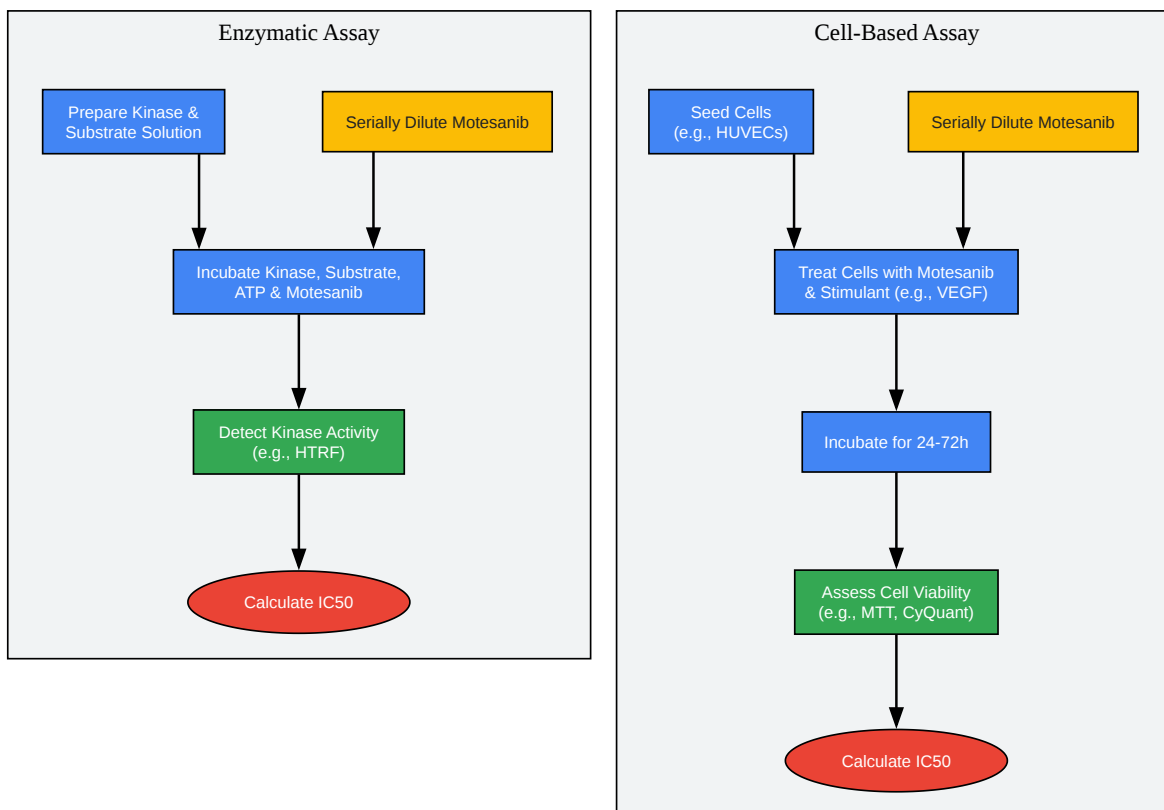 Enzymatic Assay
Prepare Kinase &
Substrate Solution
Serially Dilute Motesanib
Incubate Kinase, Substrate,
ATP & Motesanib
Detect Kinase Activity
(e.g., HTRF)
Calculate IC50
Cell-Based Assay
Seed Cells
(e.g., HUVECs)
Serially Dilute Motesanib
Treat Cells with Motesanib
& Stimulant (e.g., VEGF)
Incubate for 24-72h
Assess Cell Viability
(e.g., MTT, CyQuant)
Calculate IC50